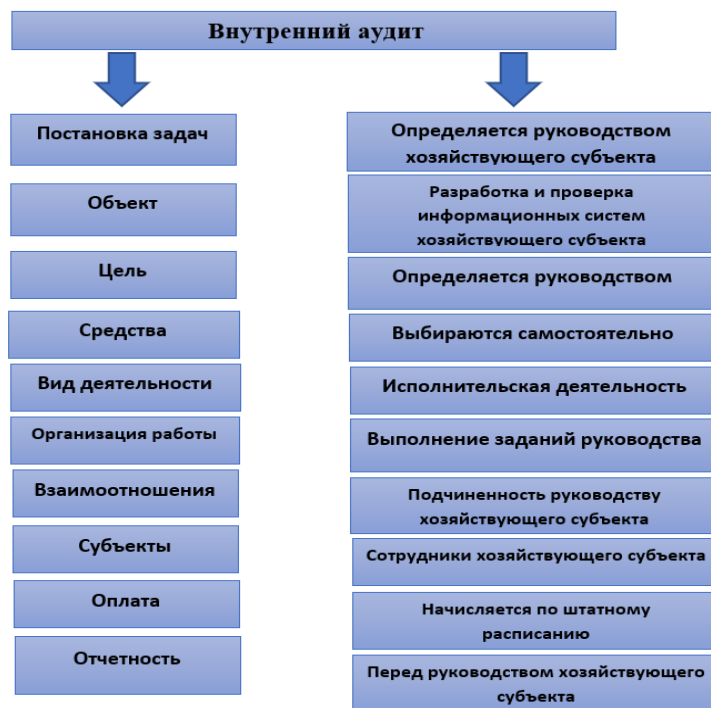 Внутренний аудит
Постановка задач
Определяется руководством
хозяйствующего субъекта
Объект
Разработка и проверка
информационных систем
хозяйствующего субъекта
Цель
Определяется руководством
Средства
Выбираются самостоятельно
Вид деятельности
Исполнительская деятельность
Организация работы
Выполнение заданий руководства
Взаимоотношения
Подчиненность руководству
хозяйствующего субъекта
Субъекты
Сотрудники хозяйствующего субъекта
Оплата
Начисляется по штатному
расписанию
Отчетность
Перед руководством хозяйствующего
субъекта